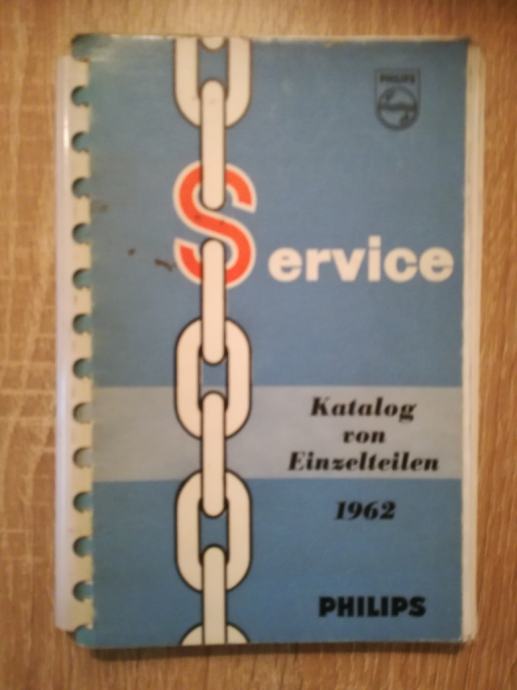 PHILIPS
Service
Katalog
von
Einzelteilen
1962
PHILIPS